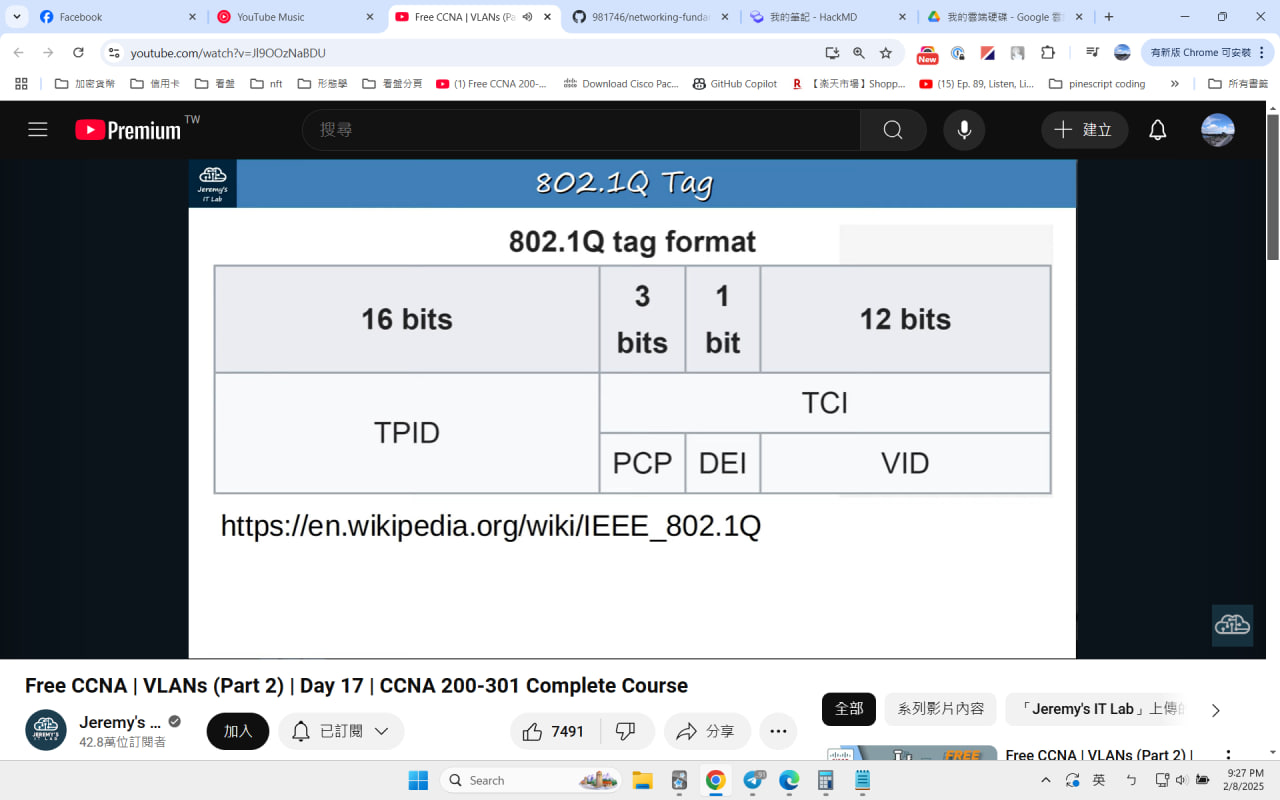 Facebook
YouTube Music
Free CCNA | VLANs (Pa
981746/networking-funda
我的筆記 - HackMD
我的雲端硬碟 - Google 雲
youtube.com/watch?v=Jl9OOzNaBDU
New
有新版 Chrome 可安裝
加密貨幣
信用卡
看盤
nft
形態學
看盤分頁
(1) Free CCNA 200-...
Download Cisco Pac...
GitHub Copilot
【楽天市場】Shopp...
(15) Ep. 89, Listen, Li...
pinescript coding
所有書籤
Premium TW
搜尋
建立
Jeremy's
IT Lab
802.1Q Tag
802.1Q tag format
16 bits
3 bits
1 bit
12 bits
TPID
TCI
PCP
DEI
VID
https://en.wikipedia.org/wiki/IEEE_802.1Q
Free CCNA | VLANs (Part 2) | Day 17 | CCNA 200-301 Complete Course
Jeremy's ...
42.8萬位訂閱者
加入
已訂閱
7491
分享
全部
系列影片內容
「Jeremy's IT Lab」上傳的
FREE
Free CCNA | VLANs (Part 2) |
Search
英
ㄅ
9:27 PM
2/8/2025